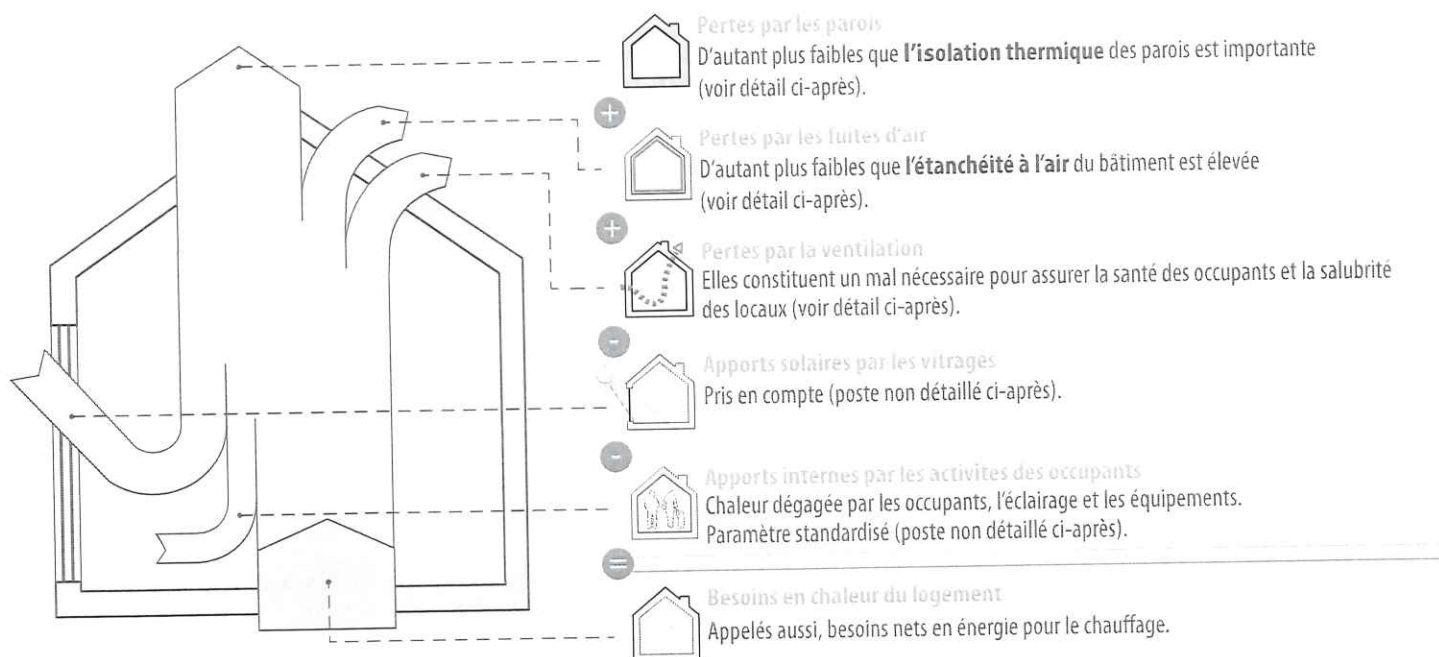 Pertes par les parois
D'autant plus faibles que l'isolation thermique des parois est importante
(voir détail ci-après).
+
Pertes par les fuites d'air
D'autant plus faibles que l'étanchéité à l'air du bâtiment est élevée
(voir détail ci-après).
+
Pertes par la ventilation
Elles constituent un mal nécessaire pour assurer la santé des occupants et la salubrité
des locaux (voir détail ci-après).
-
Apports solaires par les vitrages
Pris en compte (poste non détaillé ci-après).
-
Apports internes par les activites des occupants
Chaleur dégagée par les occupants, l'éclairage et les équipements.
Paramètre standardisé (poste non détaillé ci-après).
=
Besoins en chaleur du logement
Appelés aussi, besoins nets en énergie pour le chauffage.